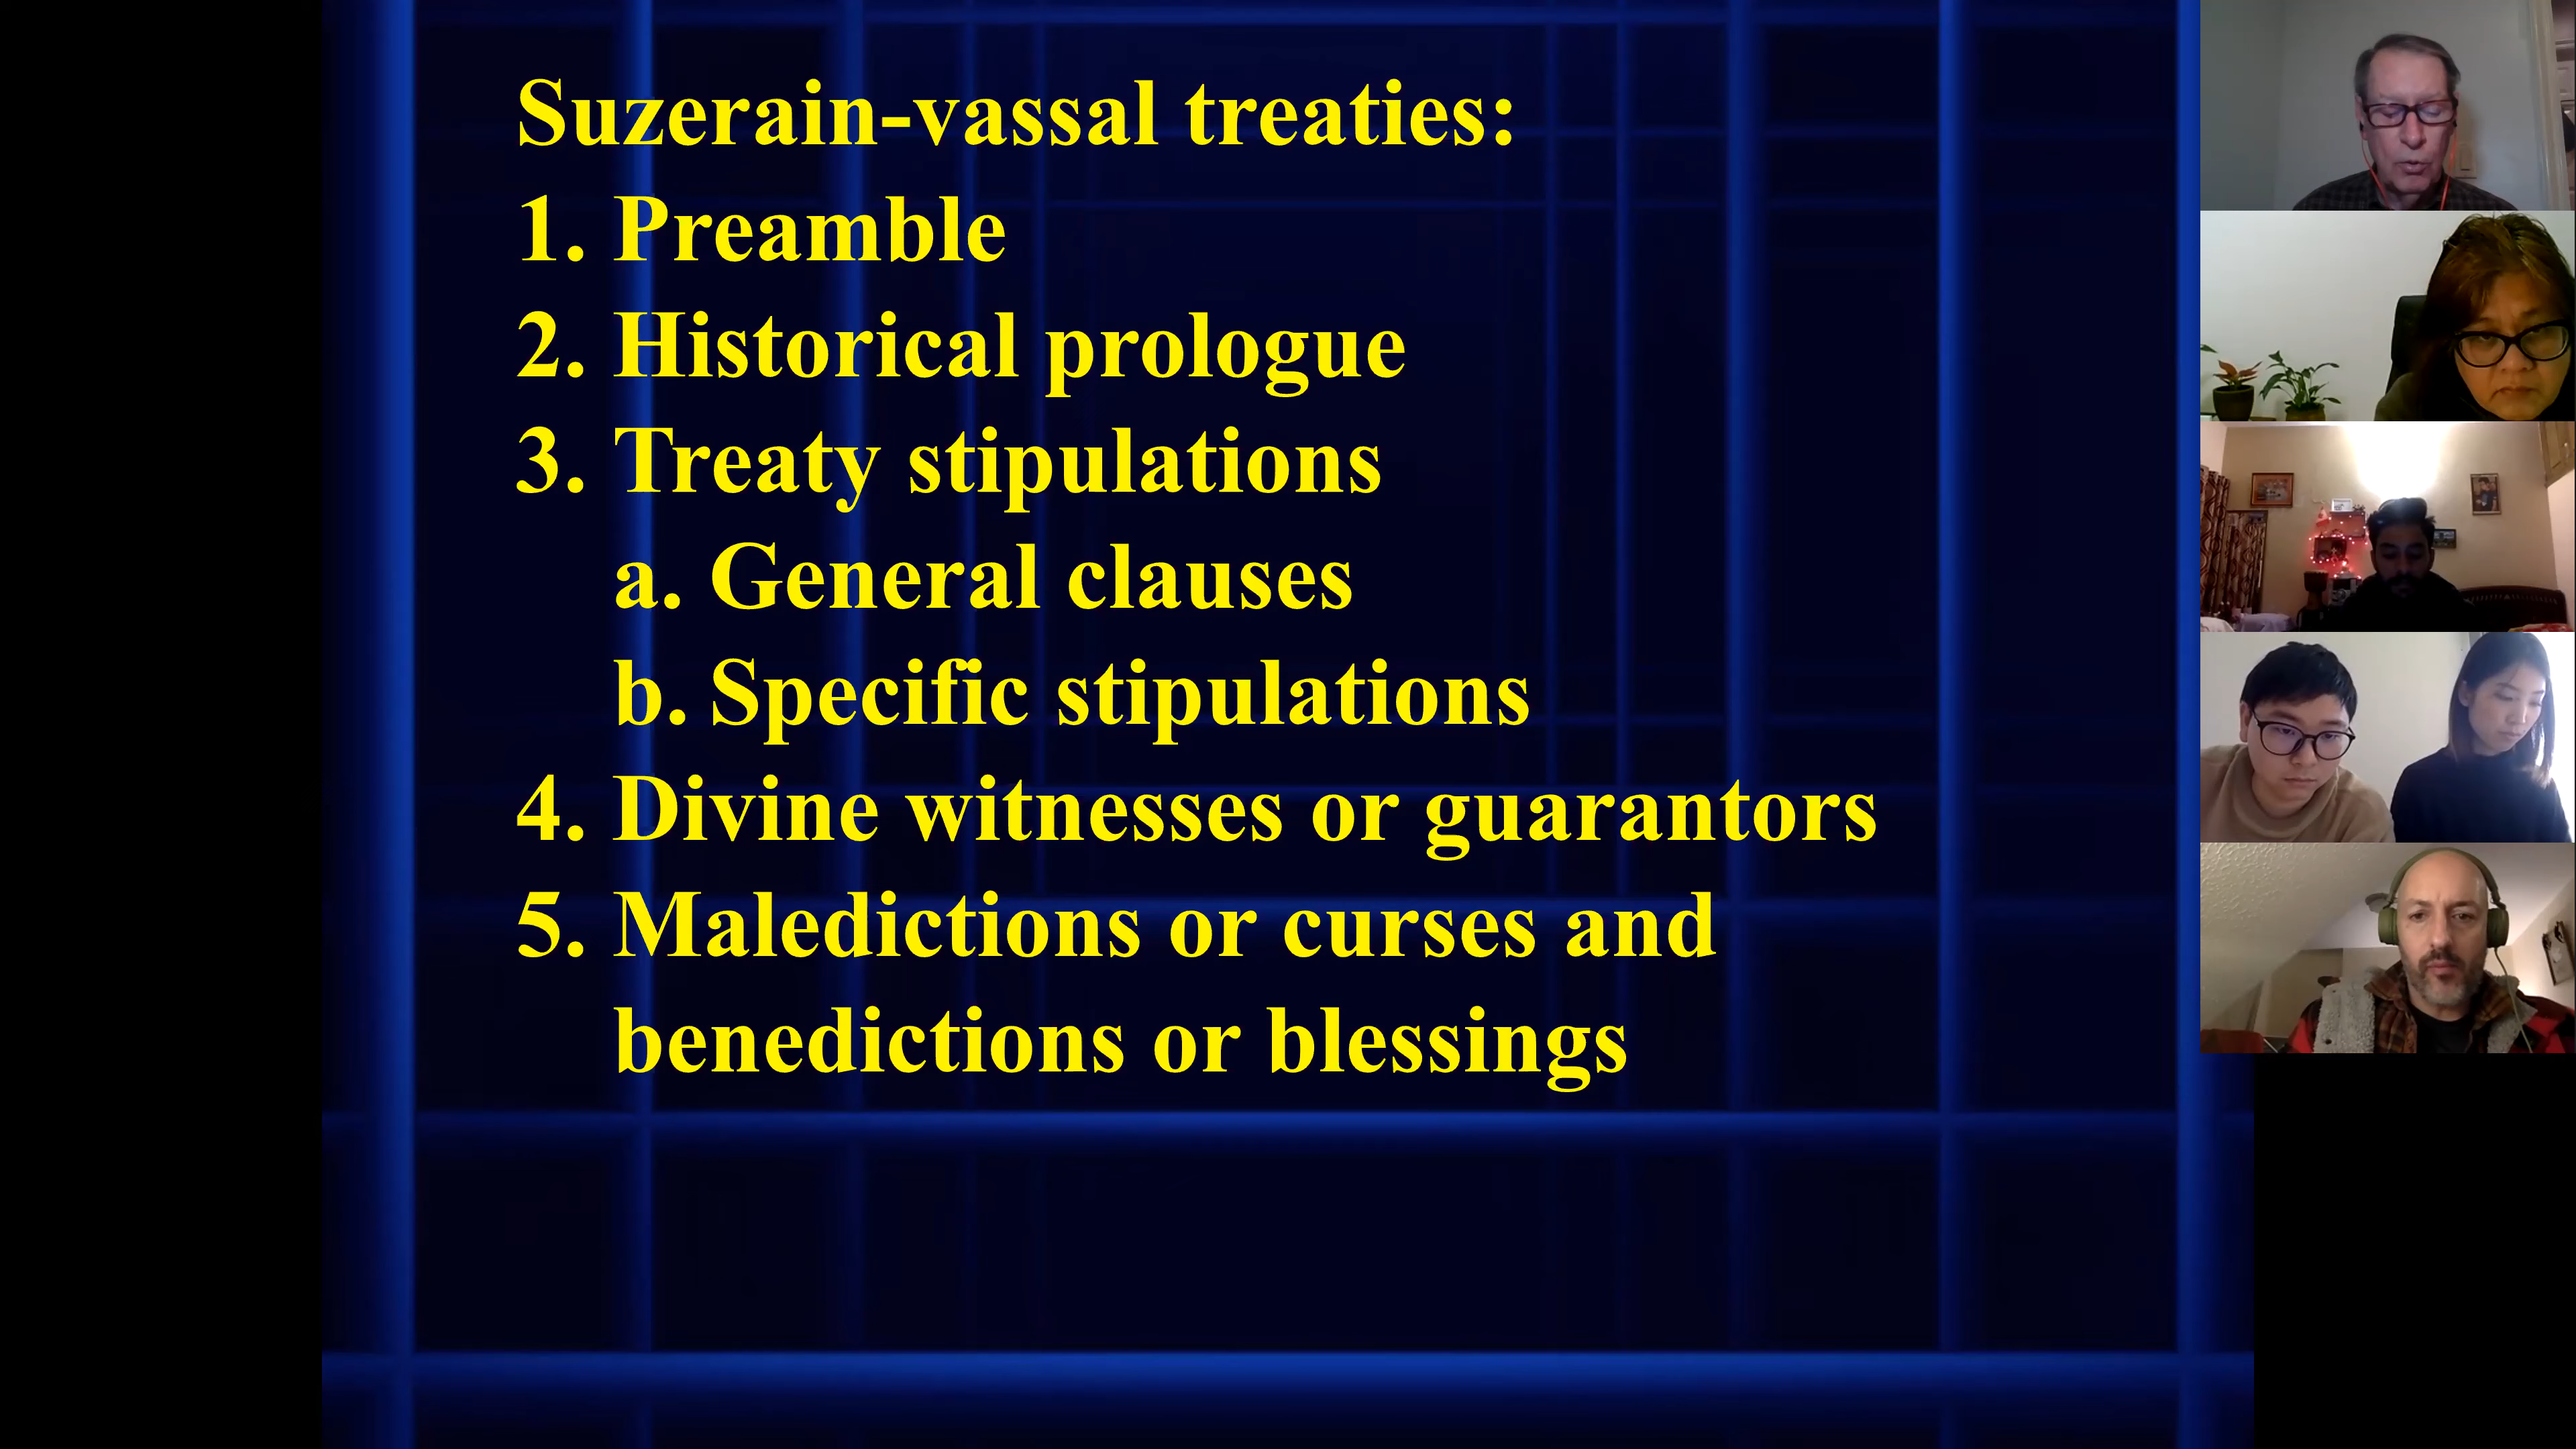 Suzerain-vassal treaties:
1. Preamble
2. Historical prologue
3. Treaty stipulations
a. General clauses
b. Specific stipulations
4. Divine witnesses or guarantors
5. Maledictions or curses and
benedictions or blessings